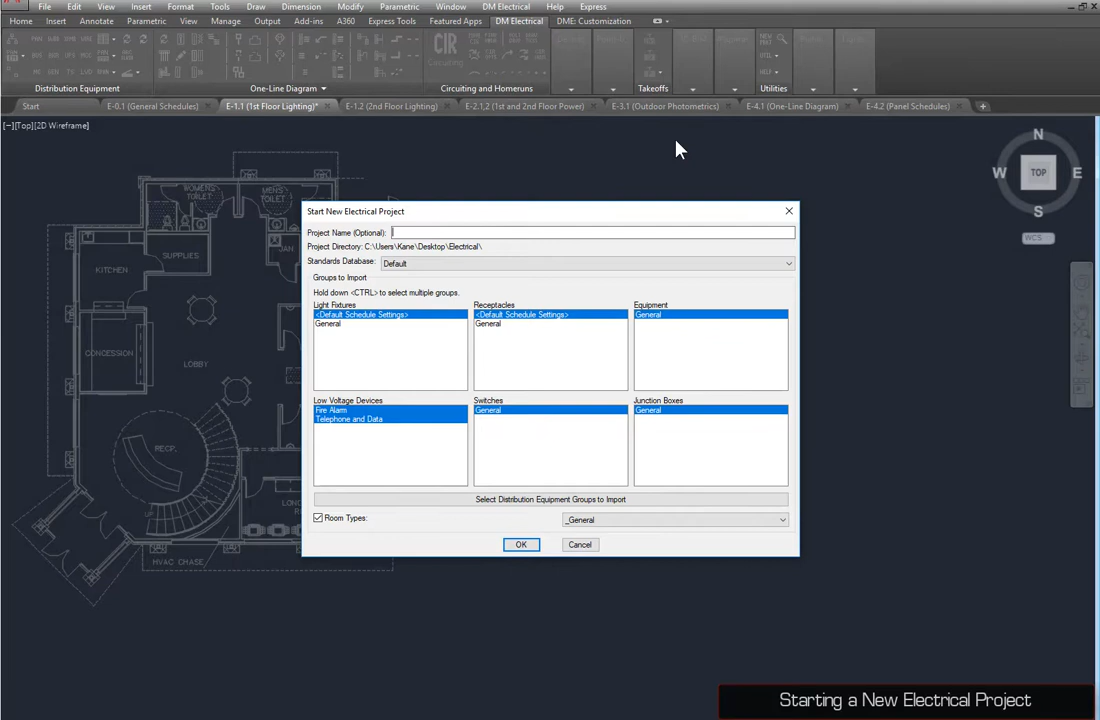 File Edit View Insert Format Tools Draw Dimension Modify Parametric Window DM Electrical Help Express
Home Insert Annotate Parametric View Manage Output Add-ins A360 Express Tools Featured Apps DM Electrical DME: Customization
CIR
Circuiting
Distribution Equipment One-Line Diagram Circuiting and Homeruns Takeoffs Utilities
Start E-0.1 (General Schedules) E-1.1 (1st Floor Lighting)* E-1.2 (2nd Floor Lighting) E-2.1,2 (1st and 2nd Floor Power) E-3.1 (Outdoor Photometrics) E-4.1 (One-Line Diagram) E-4.2 (Panel Schedules)
[−][Top][2D Wireframe]
N
W TOP E
S
WCS
WOMENS TOILET
MENS TOILET
KITCHEN
SUPPLIES
JAN
CONCESSION
LOBBY
RECP.
UP
HVAC CHASE
Start New Electrical Project
Project Name (Optional):
Project Directory: C:\Users\Kane\Desktop\Electrical\
Standards Database: Default
Groups to Import
Hold down <CTRL> to select multiple groups.
Light Fixtures Receptacles Equipment
<Default Schedule Settings> <Default Schedule Settings> General
General General
Low Voltage Devices Switches Junction Boxes
Fire Alarm General General
Telephone and Data
Select Distribution Equipment Groups to Import
Room Types: _General
OK Cancel
Starting a New Electrical Project